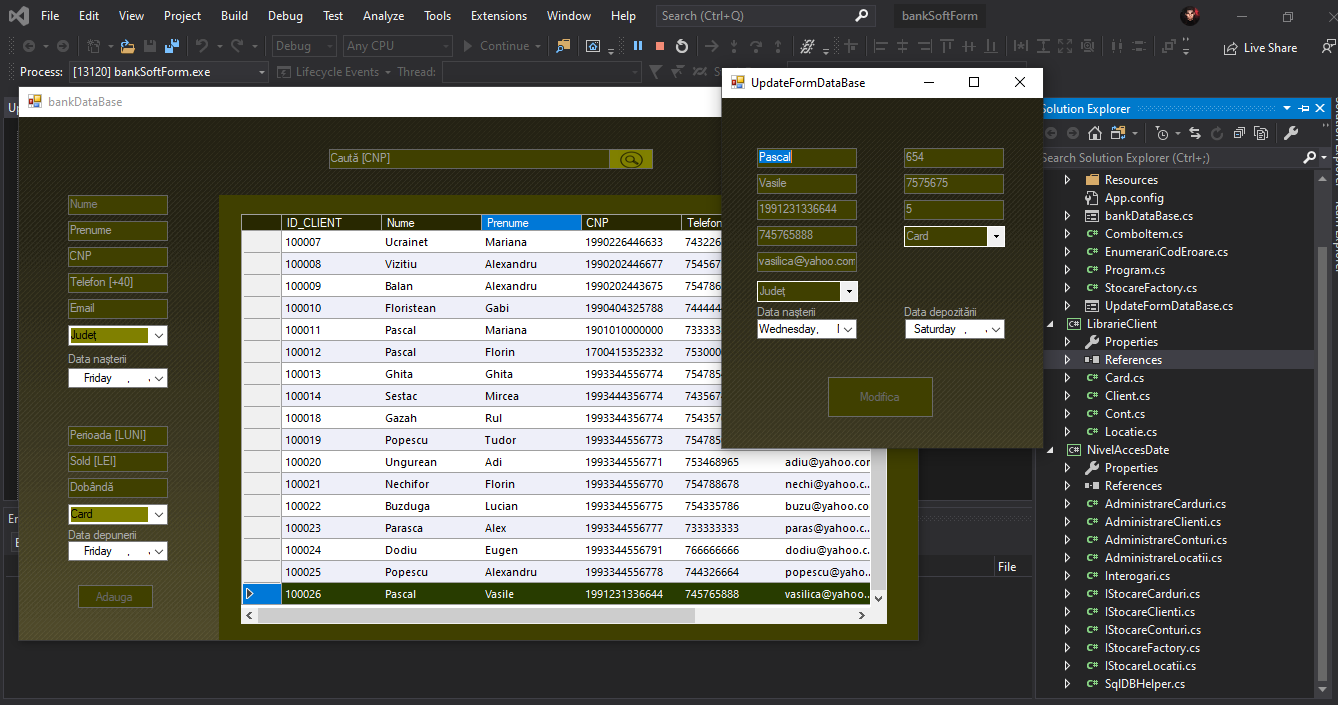 File Edit View Project Build Debug Test Analyze Tools Extensions Window Help Search (Ctrl+Q) bankSoftForm
Debug Any CPU Continue Live Share
Process: [13120] bankSoftForm.exe Lifecycle Events Thread:
bankDataBase
Caută [CNP]
Nume
Prenume
CNP
Telefon [+40]
Email
Județ
Data nașterii
Friday , ,
Perioada [LUNI]
Sold [LEI]
Dobândă
Card
Data depunerii
Friday , ,
Adauga
ID_CLIENT Nume Prenume CNP Telefon
100007 Ucrainet Mariana 1990226446633 743226
100008 Vizitiu Alexandru 1990202446677 754567
100009 Balan Alexandru 1990202443675 754786
100010 Floristean Gabi 1990404325788 744444
100011 Pascal Mariana 1901010000000 733333
100012 Pascal Florin 1700415352332 753000
100013 Ghita Ghita 1993344556774 754785
100014 Sestac Mircea 1993444356774 743567
100018 Gazah Rul 1993344356774 754357
100019 Popescu Tudor 1993344556773 754785
100020 Ungurean Adi 1993344556771 753468965 adiu@yahoo.com
100021 Nechifor Florin 1993344556770 754788678 nechi@yahoo.c..
100022 Buzduga Lucian 1993344556775 754335786 buzu@yahoo.co
100023 Parasca Alex 1993344556777 733333333 paras@yahoo.c..
100024 Dodiu Eugen 1993344556791 766666666 dodiu@yahoo.c..
100025 Popescu Alexandru 1993344556778 744326664 popescu@yaho..
100026 Pascal Vasile 1991231336644 745765888 vasilica@yahoo..
UpdateFormDataBase
Pascal 654
Vasile 7575675
1991231336644 5
745765888 Card
vasilica@yahoo.com
Județ
Data nașterii Data depozitării
Wednesday, Saturday , ,
Modifica
File
Solution Explorer
Search Solution Explorer (Ctrl+;)
Resources
App.config
bankDataBase.cs
ComboItem.cs
EnumerariCodEroare.cs
Program.cs
StocareFactory.cs
UpdateFormDataBase.cs
LibrarieClient
Properties
References
Card.cs
Client.cs
Cont.cs
Locatie.cs
NivelAccesDate
Properties
References
AdministrareCarduri.cs
AdministrareClienti.cs
AdministrareConturi.cs
AdministrareLocatii.cs
Interogari.cs
IStocareCarduri.cs
IStocareClienti.cs
IStocareConturi.cs
IStocareFactory.cs
IStocareLocatii.cs
SqlDBHelper.cs